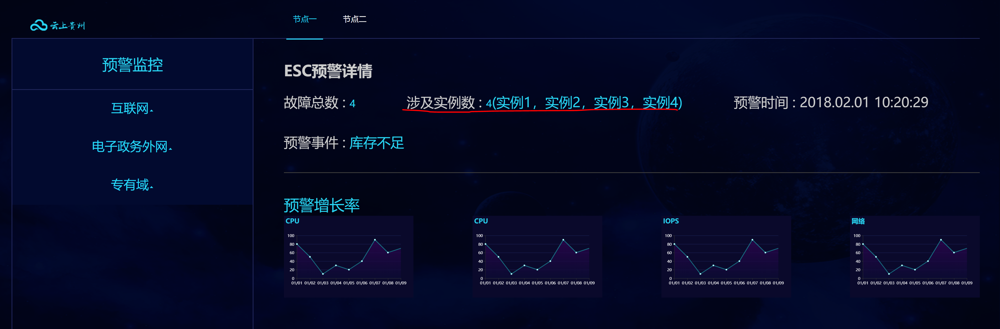 云上贵州
节点一 节点二
预警监控
互联网
电子政务外网
专有域
ESC预警详情
故障总数：4 涉及实例数：4(实例1，实例2，实例3，实例4) 预警时间：2018.02.01 10:20:29
预警事件：库存不足
预警增长率
CPU
100
80
60
40
20
0
01/01 01/02 01/03 01/04 01/05 01/06 01/07 01/08 01/09
CPU
100
80
60
40
20
0
01/01 01/02 01/03 01/04 01/05 01/06 01/07 01/08 01/09
IOPS
100
80
60
40
20
0
01/01 01/02 01/03 01/04 01/05 01/06 01/07 01/08 01/09
网络
100
80
60
40
20
0
01/01 01/02 01/03 01/04 01/05 01/06 01/07 01/08 01/09